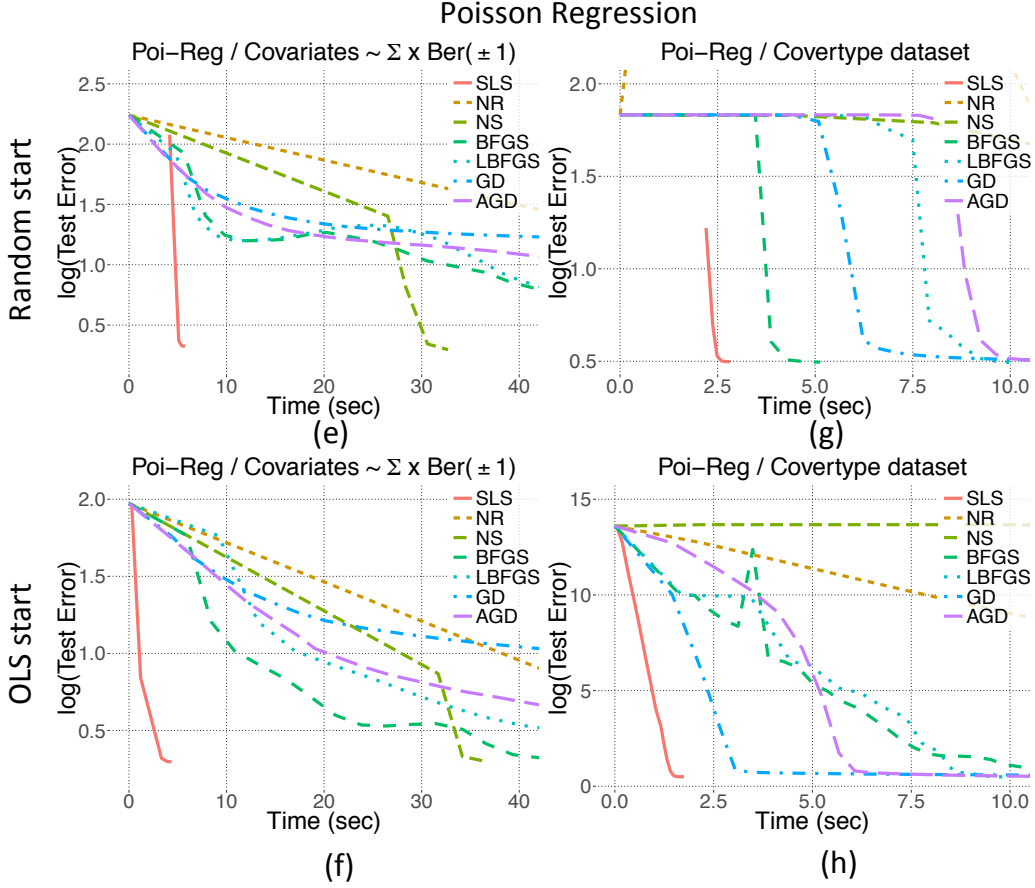 Poisson Regression
Random start
Poi−Reg / Covariates ~ Σ x Ber( ± 1)
log(Test Error)
2.5
2.0
1.5
1.0
0.5
SLS
NR
NS
BFGS
LBFGS
GD
AGD
0 10 20 30 40
Time (sec)
(e)
Poi−Reg / Covertype dataset
log(Test Error)
2.0
1.5
1.0
0.5
SLS
NR
NS
BFGS
LBFGS
GD
AGD
0.0 2.5 5.0 7.5 10.0
Time (sec)
(g)
OLS start
Poi−Reg / Covariates ~ Σ x Ber( ± 1)
log(Test Error)
2.0
1.5
1.0
0.5
SLS
NR
NS
BFGS
LBFGS
GD
AGD
0 10 20 30 40
Time (sec)
(f)
Poi−Reg / Covertype dataset
log(Test Error)
15
10
5
0
SLS
NR
NS
BFGS
LBFGS
GD
AGD
0.0 2.5 5.0 7.5 10.0
Time (sec)
(h)